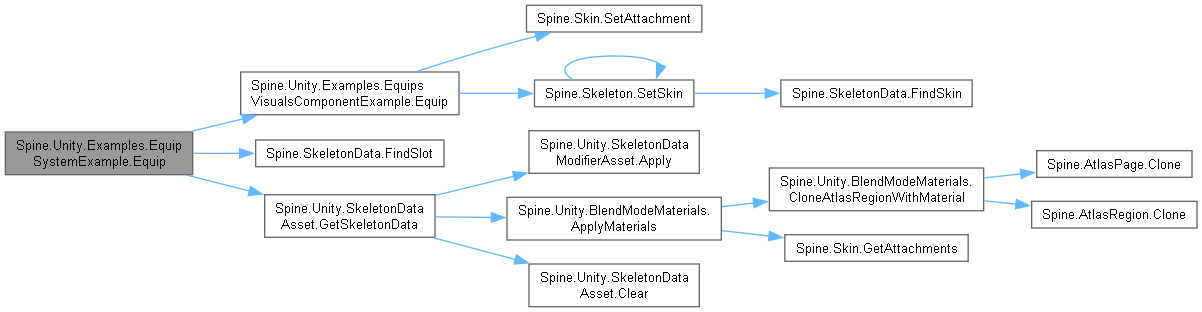 Spine.Skin.SetAttachment
Spine.Unity.Examples.Equips
VisualsComponentExample.Equip
Spine.Skeleton.SetSkin
Spine.SkeletonData.FindSkin
Spine.Unity.Examples.Equip
SystemExample.Equip
Spine.SkeletonData.FindSlot
Spine.Unity.SkeletonData
ModifierAsset.Apply
Spine.Unity.SkeletonData
Asset.GetSkeletonData
Spine.Unity.BlendModeMaterials.
ApplyMaterials
Spine.Unity.BlendModeMaterials.
CloneAtlasRegionWithMaterial
Spine.AtlasPage.Clone
Spine.AtlasRegion.Clone
Spine.Skin.GetAttachments
Spine.Unity.SkeletonData
Asset.Clear